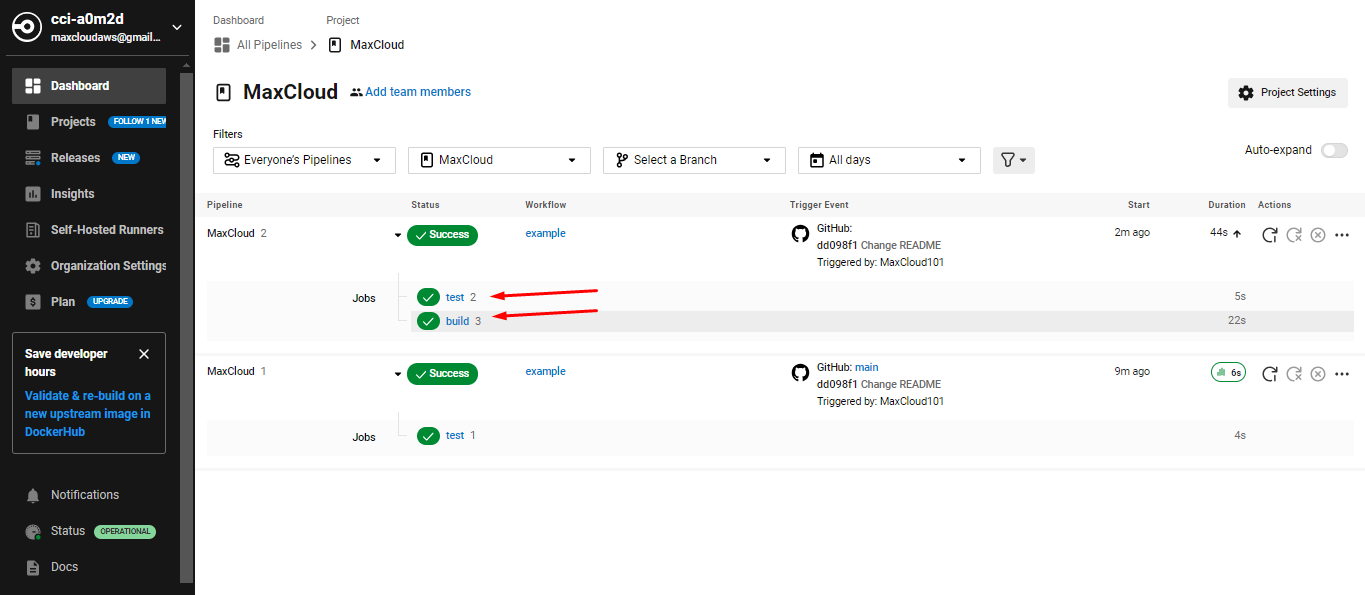 cci-a0m2d
maxcloudaws@gmail...
Dashboard
Projects FOLLOW 1 NEW
Releases NEW
Insights
Self-Hosted Runners
Organization Settings
Plan UPGRADE
Save developer
hours
Validate & re-build on a
new upstream image in
DockerHub
Notifications
Status OPERATIONAL
Docs
Dashboard Project
All Pipelines MaxCloud
MaxCloud Add team members
Project Settings
Filters
Everyone's Pipelines MaxCloud Select a Branch All days
Auto-expand
Pipeline Status Workflow Trigger Event Start Duration Actions
MaxCloud 2 Success example GitHub: 2m ago 44s
dd098f1 Change README
Triggered by: MaxCloud101
Jobs test 2 5s
build 3 22s
MaxCloud 1 Success example GitHub: main 9m ago 6s
dd098f1 Change README
Triggered by: MaxCloud101
Jobs test 1 4s